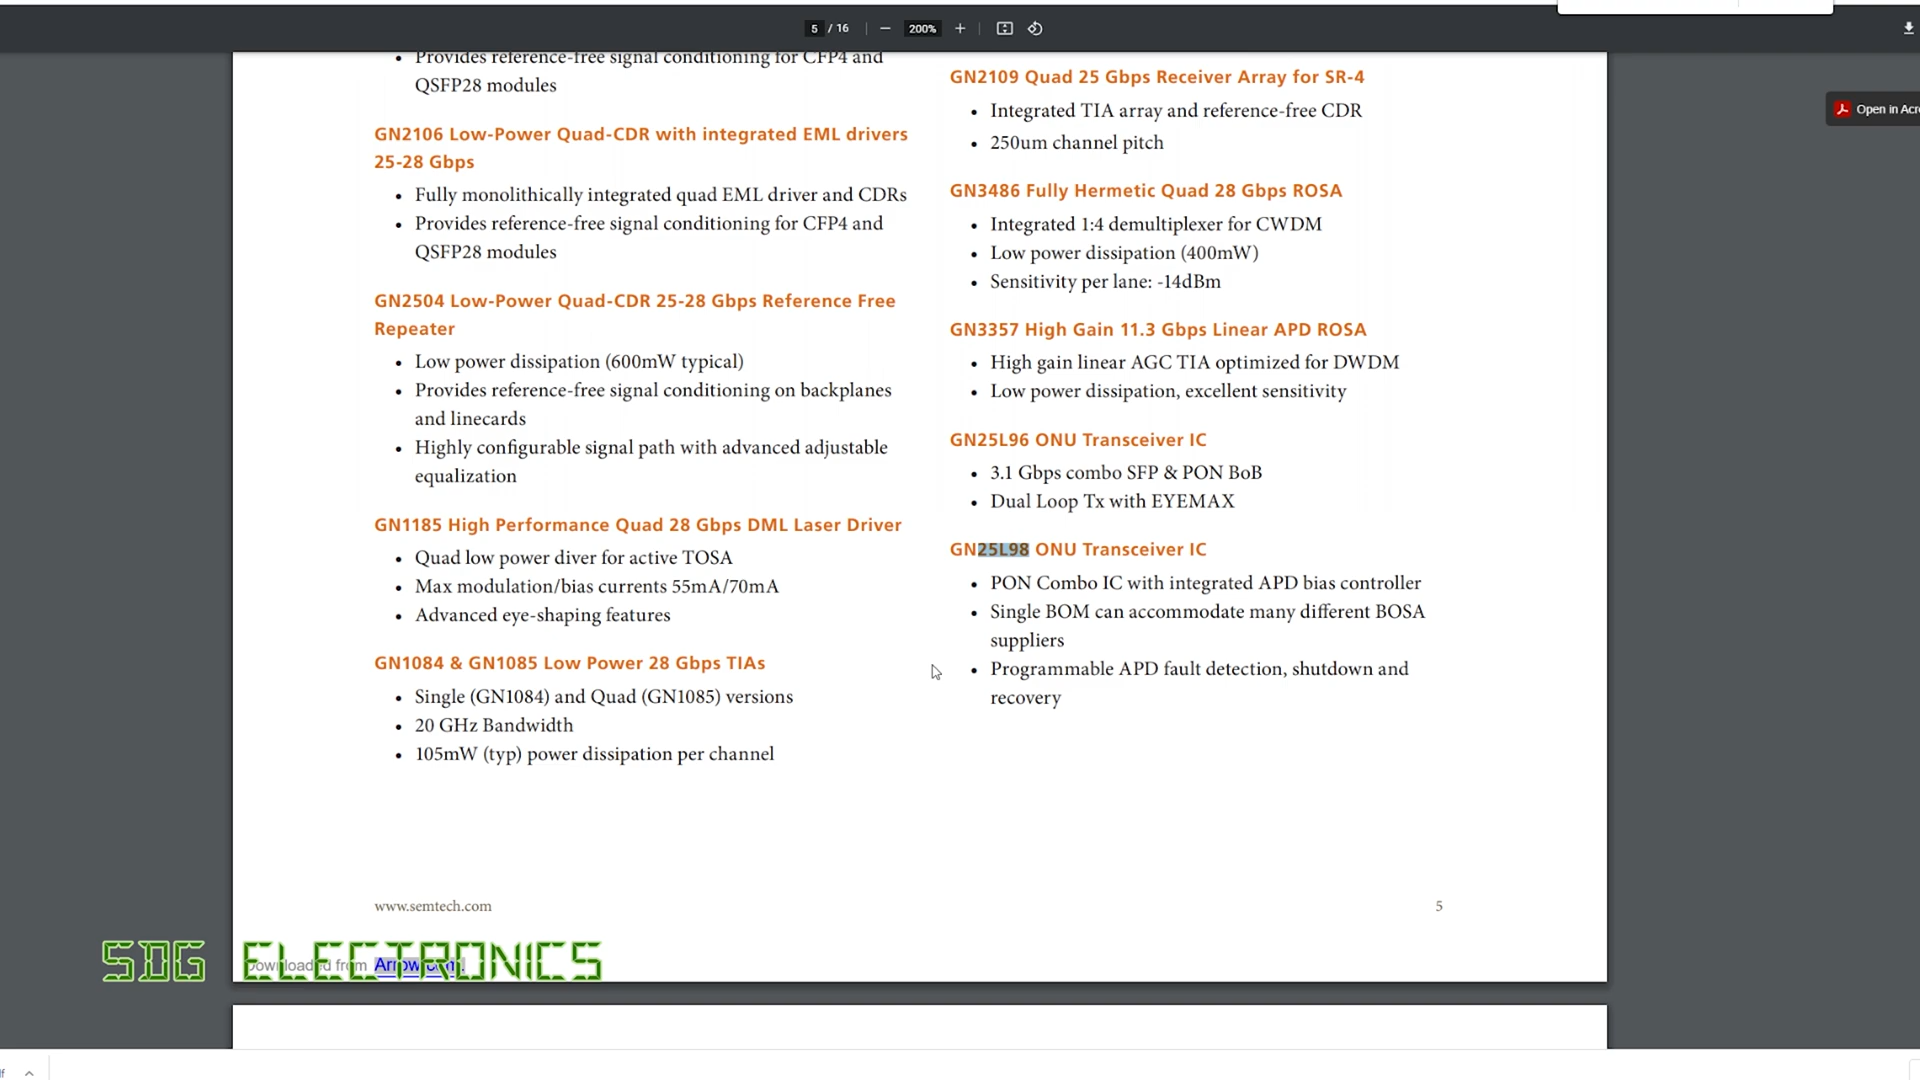 5 / 16
200%
Open in Acro
Provides reference-free signal conditioning for CFP4 and
QSFP28 modules
GN2106 Low-Power Quad-CDR with integrated EML drivers
25-28 Gbps
• Fully monolithically integrated quad EML driver and CDRs
• Provides reference-free signal conditioning for CFP4 and
QSFP28 modules
GN2504 Low-Power Quad-CDR 25-28 Gbps Reference Free
Repeater
• Low power dissipation (600mW typical)
• Provides reference-free signal conditioning on backplanes
and linecards
• Highly configurable signal path with advanced adjustable
equalization
GN1185 High Performance Quad 28 Gbps DML Laser Driver
• Quad low power diver for active TOSA
• Max modulation/bias currents 55mA/70mA
• Advanced eye-shaping features
GN1084 & GN1085 Low Power 28 Gbps TIAs
• Single (GN1084) and Quad (GN1085) versions
• 20 GHz Bandwidth
• 105mW (typ) power dissipation per channel
GN2109 Quad 25 Gbps Receiver Array for SR-4
• Integrated TIA array and reference-free CDR
• 250um channel pitch
GN3486 Fully Hermetic Quad 28 Gbps ROSA
• Integrated 1:4 demultiplexer for CWDM
• Low power dissipation (400mW)
• Sensitivity per lane: -14dBm
GN3357 High Gain 11.3 Gbps Linear APD ROSA
• High gain linear AGC TIA optimized for DWDM
• Low power dissipation, excellent sensitivity
GN25L96 ONU Transceiver IC
• 3.1 Gbps combo SFP & PON BoB
• Dual Loop Tx with EYEMAX
GN25L98 ONU Transceiver IC
• PON Combo IC with integrated APD bias controller
• Single BOM can accommodate many different BOSA
suppliers
• Programmable APD fault detection, shutdown and
recovery
www.semtech.com
5
SDG ELECTRONICS
Downloaded from Arrow.com.